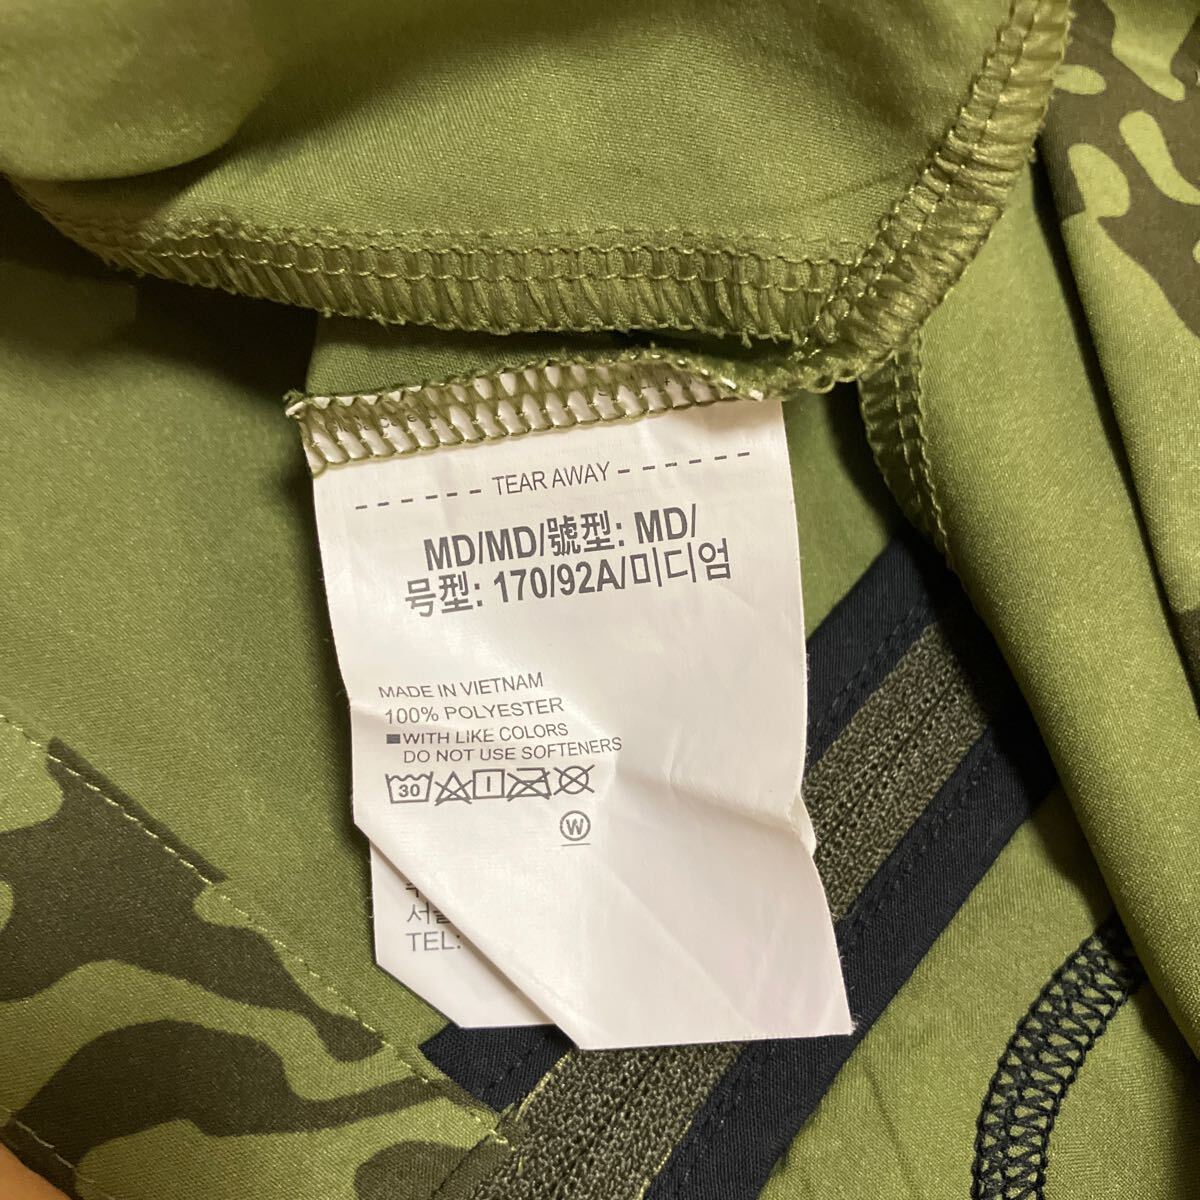 TEAR AWAY
MD/MD/號型: MD/
号型: 170/92A/미디엄
MADE IN VIETNAM
100% POLYESTER
WITH LIKE COLORS
DO NOT USE SOFTENERS
30
W
TEL: